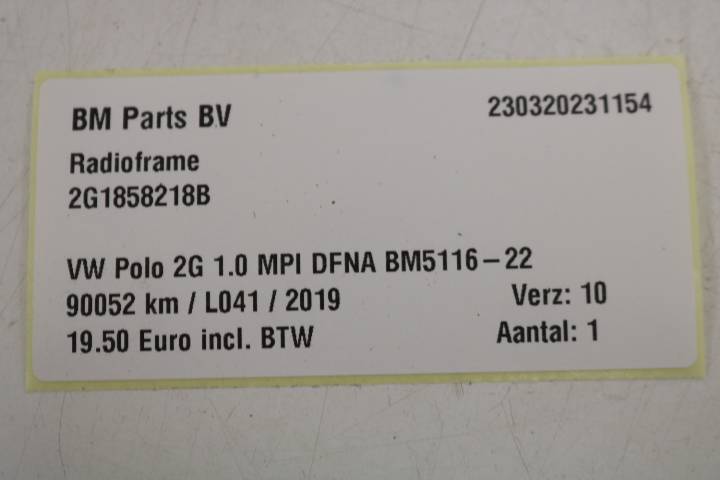 BM Parts BV 230320231154
Radioframe
2G1858218B
VW Polo 2G 1.0 MPI DFNA BM5116-22
90052 km / L041 / 2019 Verz: 10
19.50 Euro incl. BTW Aantal: 1